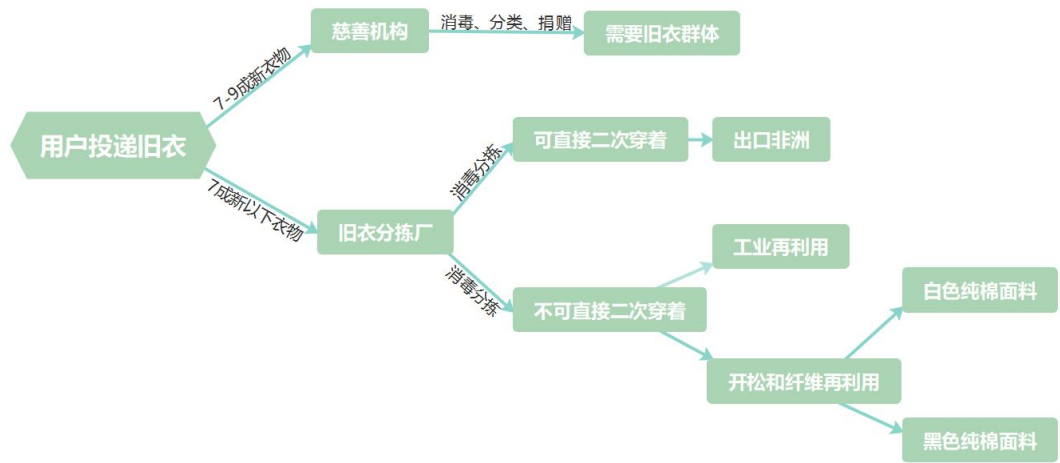 用户投递旧衣
7-9成新衣物
慈善机构
消毒、分类、捐赠
需要旧衣群体
7成新以下衣物
旧衣分拣厂
消毒分拣
可直接二次穿着
出口非洲
消毒分拣
不可直接二次穿着
工业再利用
开松和纤维再利用
白色纯棉面料
黑色纯棉面料